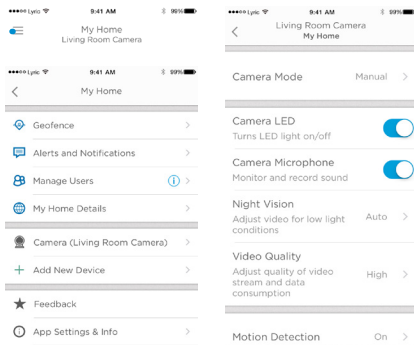 Lyric 9:41 AM 99%
My Home
Living Room Camera
Lyric 9:41 AM 99%
My Home
Geofence
Alerts and Notifications
Manage Users
My Home Details
Camera (Living Room Camera)
Add New Device
Feedback
App Settings & Info
Lyric 9:41 AM 99%
Living Room Camera
My Home
Camera Mode Manual
Camera LED
Turns LED light on/off
Camera Microphone
Monitor and record sound
Night Vision
Adjust video for low light Auto
conditions
Video Quality
Adjust quality of video
stream and data High
consumption
Motion Detection On